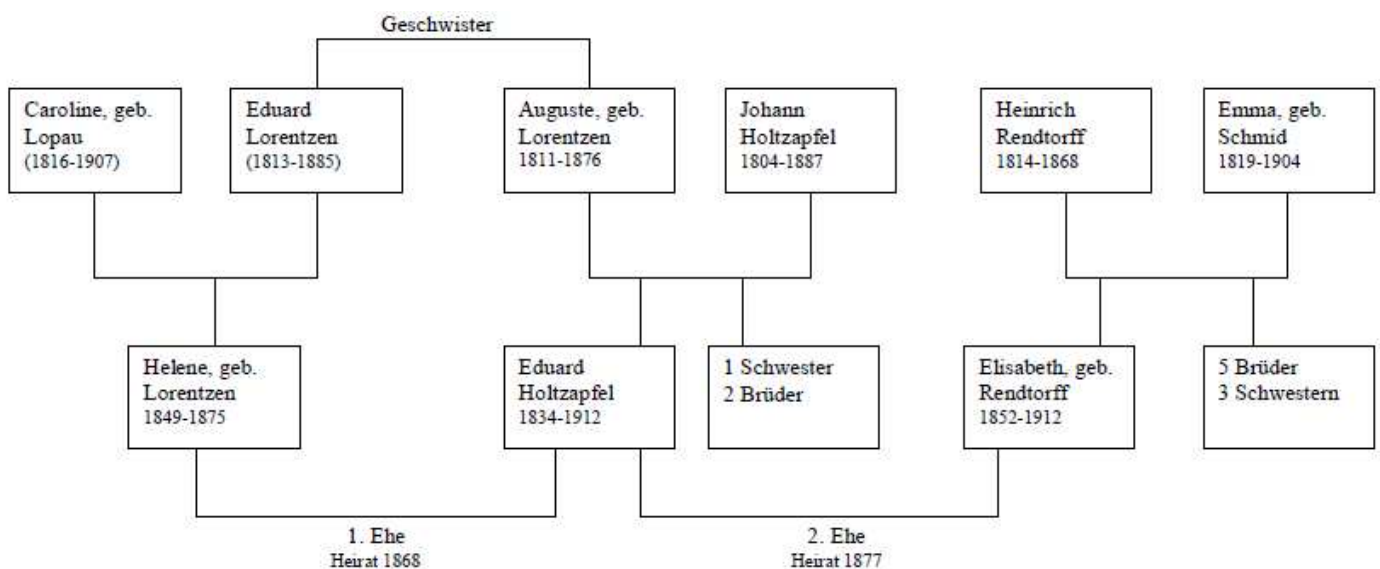 Geschwister
Caroline, geb.
Lopau
(1816-1907)
Eduard
Lorentzen
(1813-1885)
Auguste, geb.
Lorentzen
1811-1876
Johann
Holtzapfel
1804-1887
Heinrich
Rendtorff
1814-1868
Emma, geb.
Schmid
1819-1904
Helene, geb.
Lorentzen
1849-1875
Eduard
Holtzapfel
1834-1912
1 Schwester
2 Brüder
Elisabeth, geb.
Rendtorff
1852-1912
5 Brüder
3 Schwestern
1. Ehe
Heirat 1868
2. Ehe
Heirat 1877